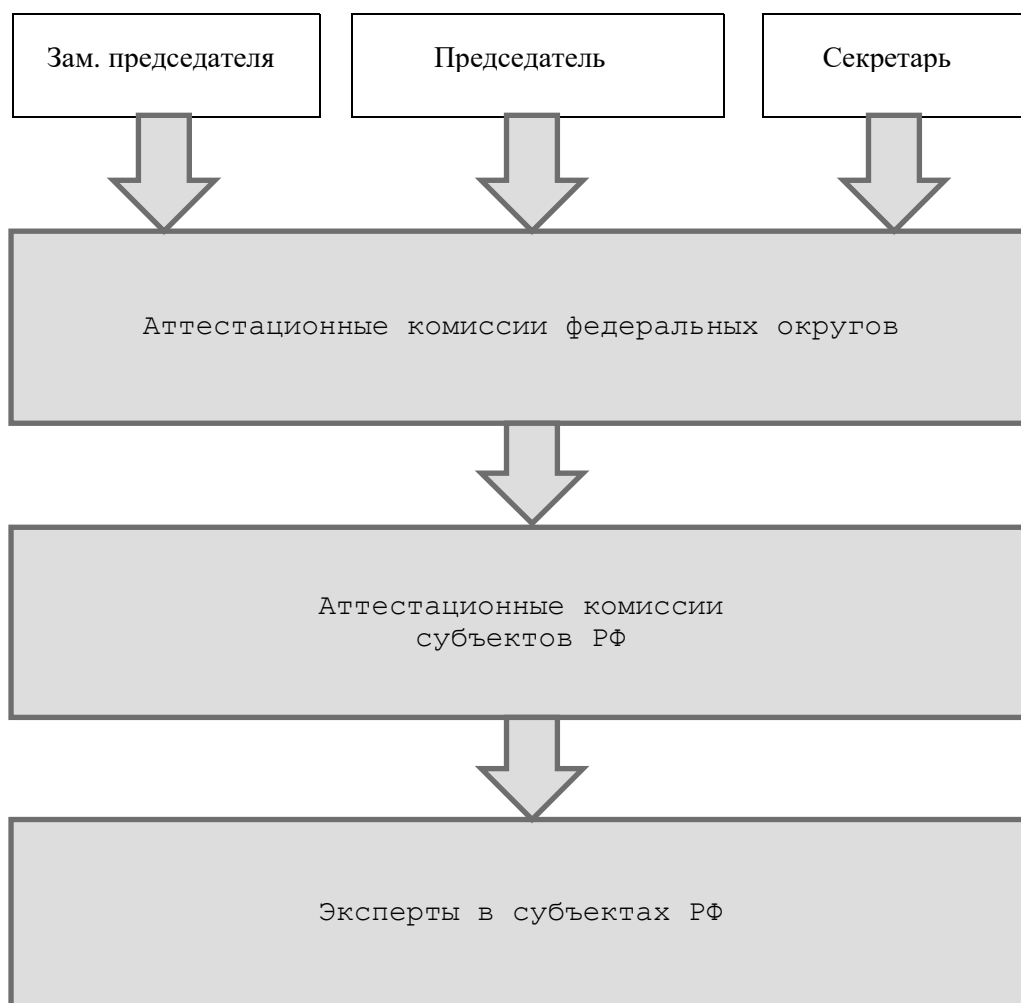 Зам. председателя
Председатель
Секретарь
Аттестационные комиссии федеральных округов
Аттестационные комиссии
субъектов РФ
Эксперты в субъектах РФ